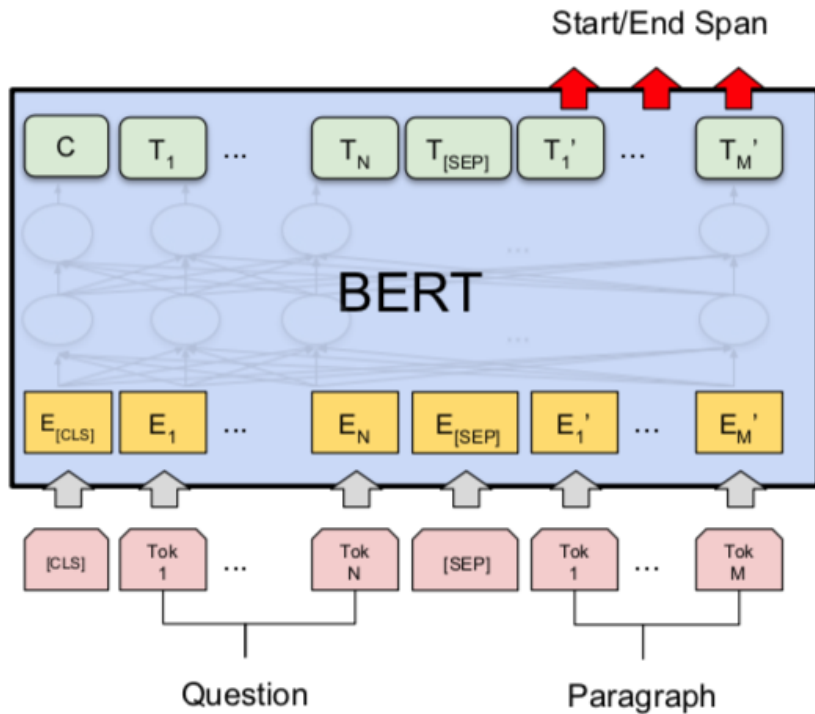 Start/End Span
C T1 ... TN T[SEP] T1' ... TM'
...
BERT
...
E[CLS] E1 ... EN E[SEP] E1' ... EM'
[CLS] Tok 1 ... Tok N [SEP] Tok 1 ... Tok M
Question Paragraph